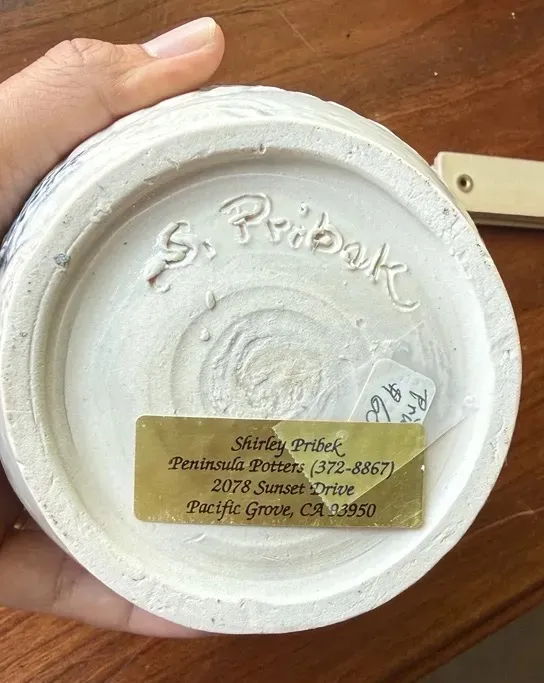 S. Pribek
Shirley Pribek
Peninsula Potters (372-8867)
2078 Sunset Drive
Pacific Grove, CA 93950